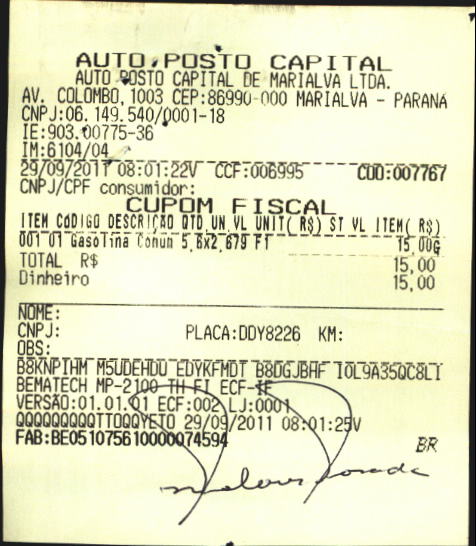 AUTO POSTO CAPITAL
AUTO POSTO CAPITAL DE MARIALVA LTDA.
AV. COLOMBO, 1003 CEP:86990-000 MARIALVA - PARANÁ
CNPJ:06.149.540/0001-18
IE:903.00775-36
IM:6104/04
29/09/2011 08:01:22V CCF:006995 COO:007767
CNPJ/CPF consumidor:
CUPOM FISCAL
ITEM CÓDIGO DESCRIÇÃO QTD.UN.VL UNIT( R$) ST VL ITEM( R$)
001 01 Gasolina Comum 5,6x2,679 F1 15,00G
TOTAL R$ 15,00
Dinheiro 15,00
NOME:
CNPJ: PLACA:DDY8226 KM:
OBS:
B8KNPIHM M5UDEHDU EDYKFMDT B8DGJBHF IOL9A35QC8LI
BEMATECH MP-2100 TH FI ECF-IF
VERSÃO:01.01.01 ECF:002 LJ:0001
QQQQQQQQQTTOQQYETO 29/09/2011 08:01:25V
FAB:BE051075610000074594
BR